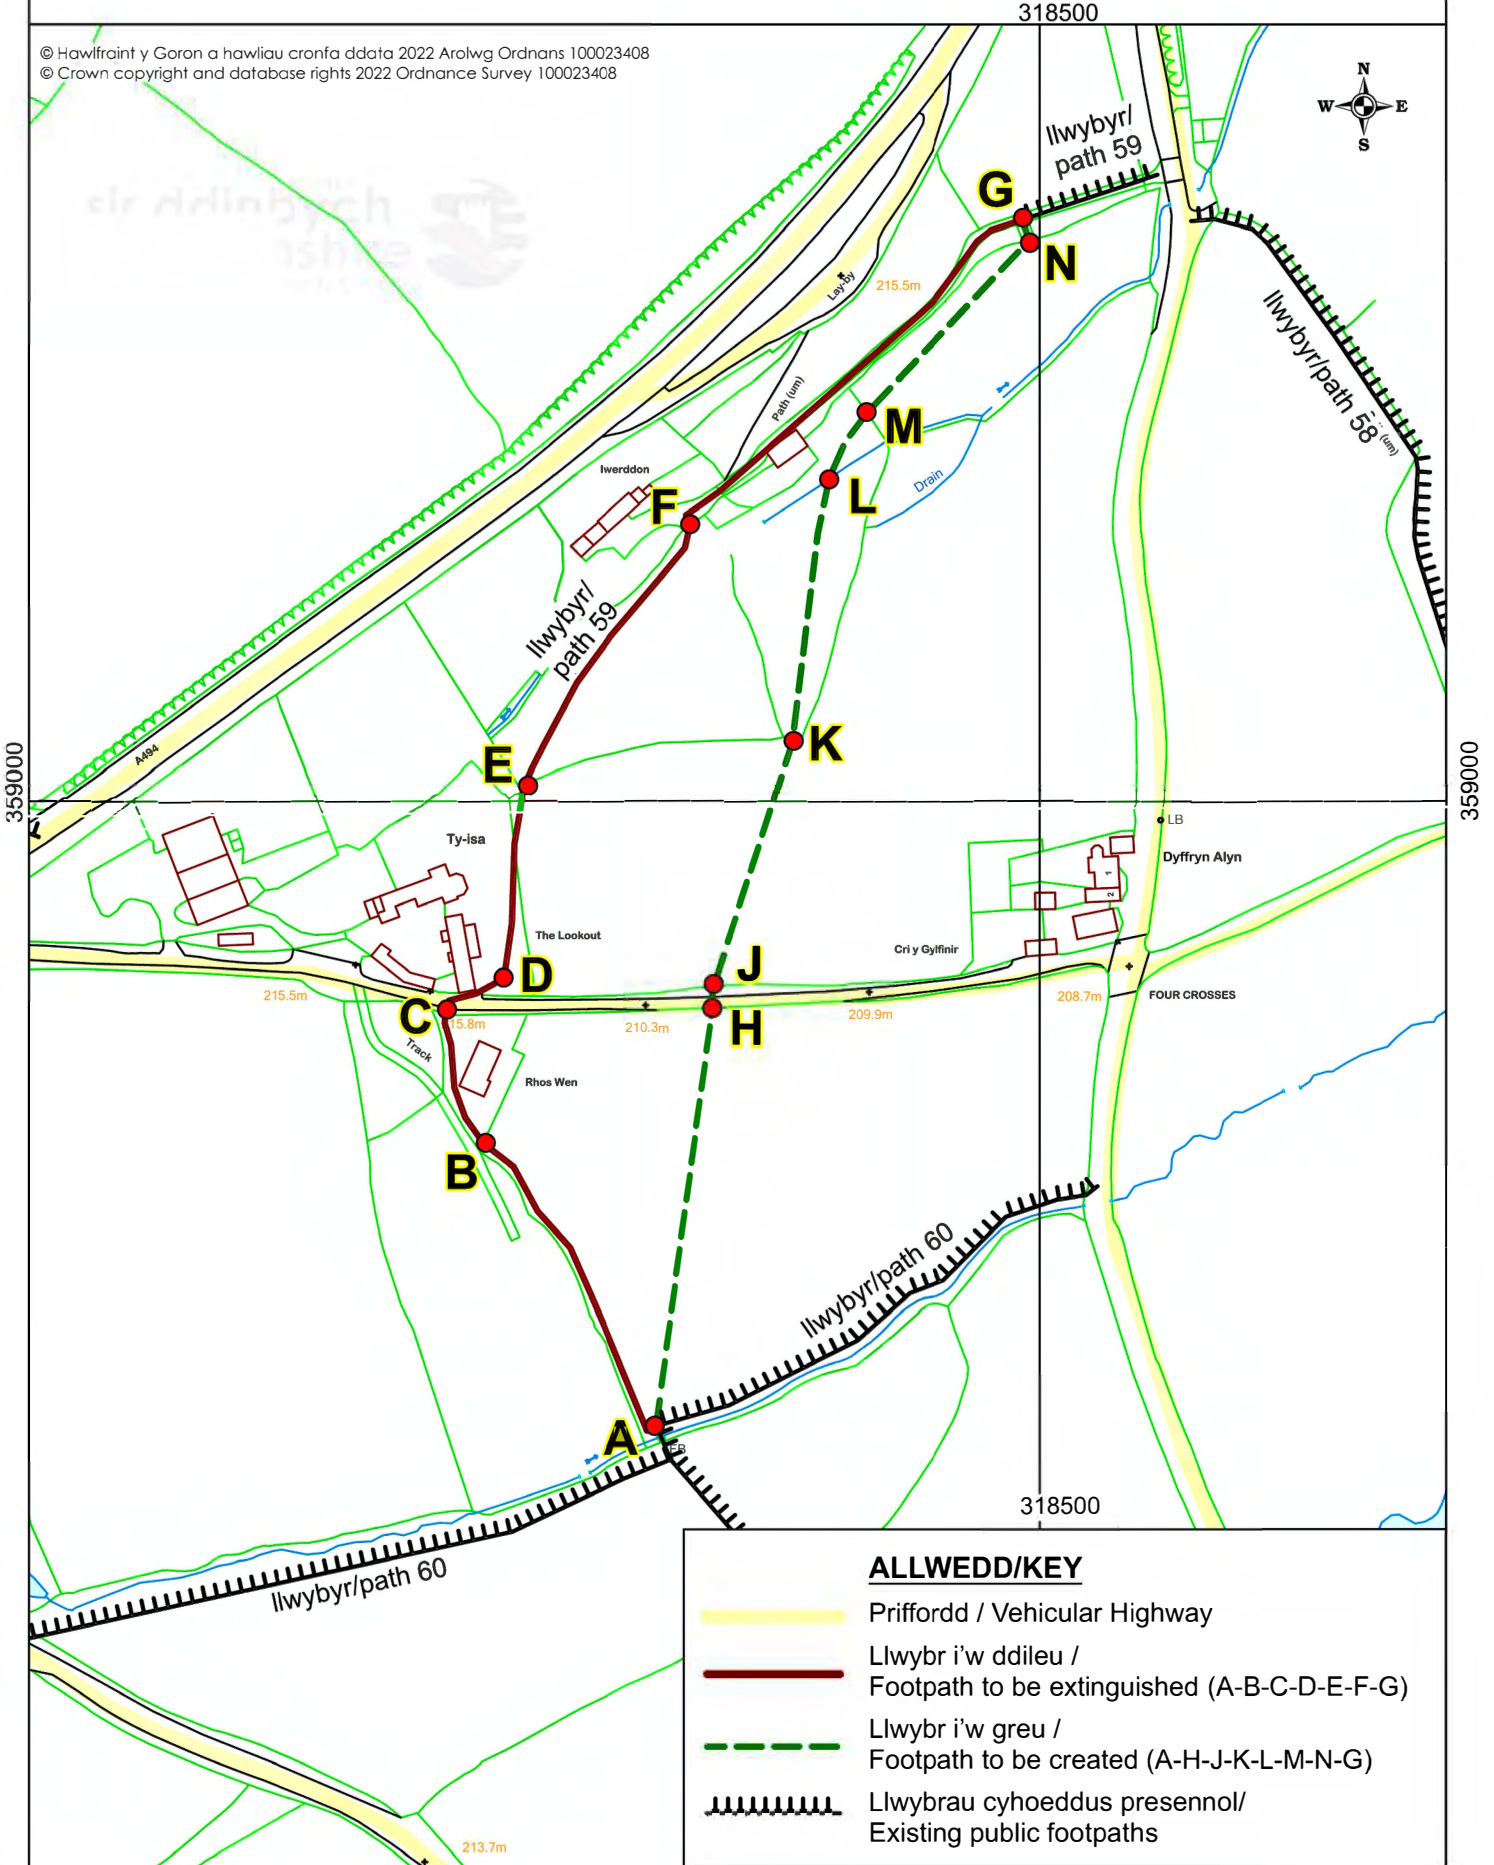 318500
© Hawlfraint y Goron a hawliau cronfa ddata 2022 Arolwg Ordnans 100023408
© Crown copyright and database rights 2022 Ordnance Survey 100023408
N
W E
S
llwybyr/
path 59
G
N
Lay-by
215.5m
llwybyr/path 58
(um)
Path (um)
M
Iwerddon
L
Drain
F
llwybyr/
path 59
K
E
A494
359000
359000
LB
Ty-isa
Dyffryn Alyn
1
2
The Lookout
Cri y Gylfinir
J
D
215.5m
208.7m
FOUR CROSSES
C
15.8m
210.3m
209.9m
H
Track
Rhos Wen
B
llwybyr/path 60
A
FB
318500
llwybyr/path 60
ALLWEDD/KEY
Priffordd / Vehicular Highway
Llwybr i'w ddileu /
Footpath to be extinguished (A-B-C-D-E-F-G)
Llwybr i'w greu /
Footpath to be created (A-H-J-K-L-M-N-G)
Llwybrau cyhoeddus presennol/
Existing public footpaths
213.7m